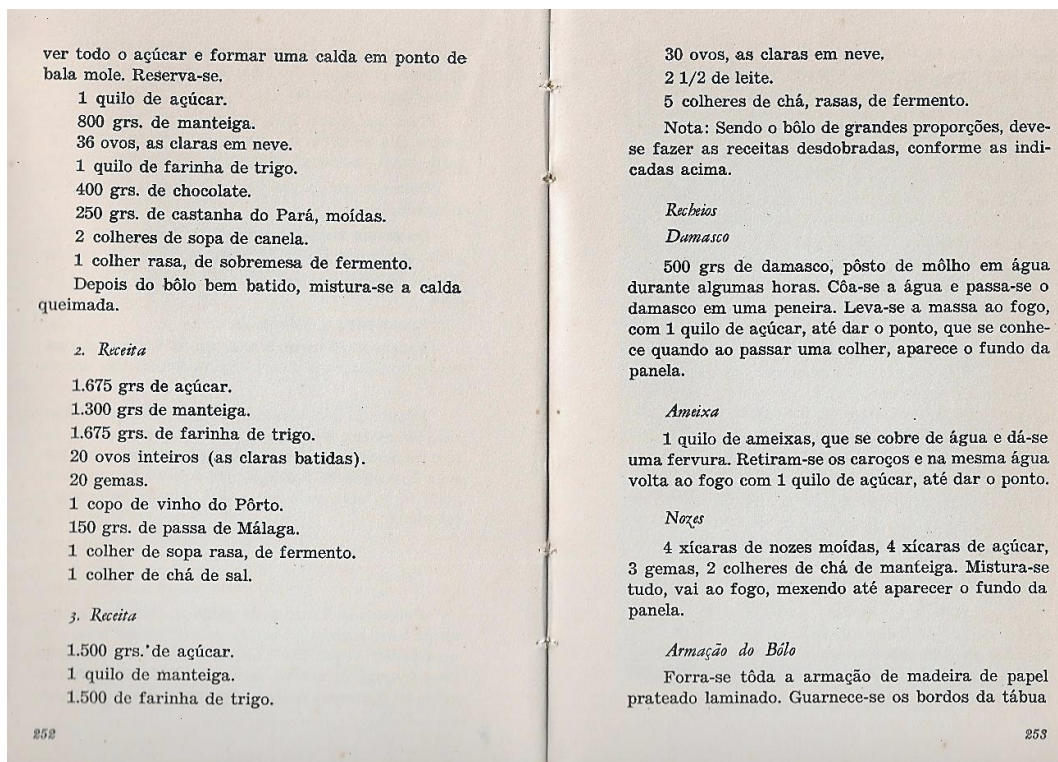 ver todo o açúcar e formar uma calda em ponto de
bala mole. Reserva-se.
1 quilo de açúcar.
800 grs. de manteiga.
36 ovos, as claras em neve.
1 quilo de farinha de trigo.
400 grs. de chocolate.
250 grs. de castanha do Pará, moídas.
2 colheres de sopa de canela.
1 colher rasa, de sobremesa de fermento.
Depois do bôlo bem batido, mistura-se a calda
queimada.
2. Receita
1.675 grs de açúcar.
1.300 grs de manteiga.
1.675 grs. de farinha de trigo.
20 ovos inteiros (as claras batidas).
20 gemas.
1 copo de vinho do Pôrto.
150 grs. de passa de Málaga.
1 colher de sopa rasa, de fermento.
1 colher de chá de sal.
3. Receita
1.500 grs. de açúcar.
1 quilo de manteiga.
1.500 de farinha de trigo.
252
30 ovos, as claras em neve.
2 1/2 de leite.
5 colheres de chá, rasas, de fermento.
Nota: Sendo o bôlo de grandes proporções, deve-
se fazer as receitas desdobradas, conforme as indi-
cadas acima.
Recheios
Damasco
500 grs de damasco, pôsto de môlho em água
durante algumas horas. Côa-se a água e passa-se o
damasco em uma peneira. Leva-se a massa ao fogo,
com 1 quilo de açúcar, até dar o ponto, que se conhe-
ce quando ao passar uma colher, aparece o fundo da
panela.
Ameixa
1 quilo de ameixas, que se cobre de água e dá-se
uma fervura. Retiram-se os caroços e na mesma água
volta ao fogo com 1 quilo de açúcar, até dar o ponto.
Nozes
4 xícaras de nozes moídas, 4 xícaras de açúcar,
3 gemas, 2 colheres de chá de manteiga. Mistura-se
tudo, vai ao fogo, mexendo até aparecer o fundo da
panela.
Armação do Bôlo
Forra-se tôda a armação de madeira de papel
prateado laminado. Guarnece-se os bordos da tábua
253